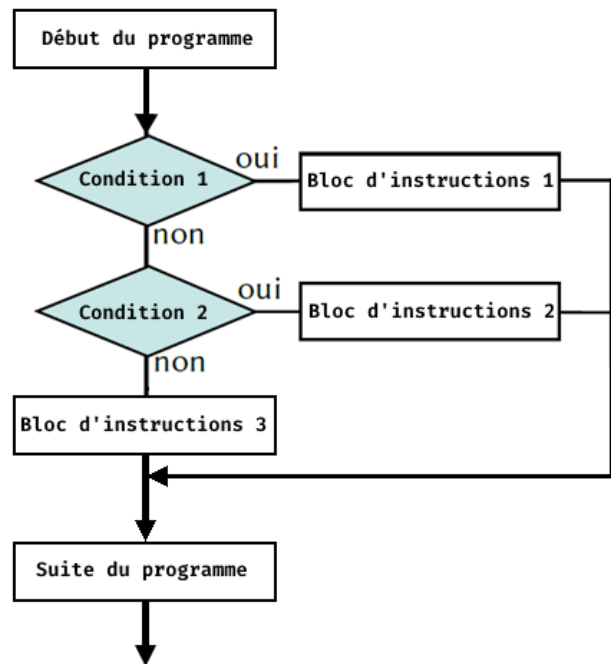 Début du programme
oui
Condition 1
Bloc d'instructions 1
non
oui
Condition 2
Bloc d'instructions 2
non
Bloc d'instructions 3
Suite du programme